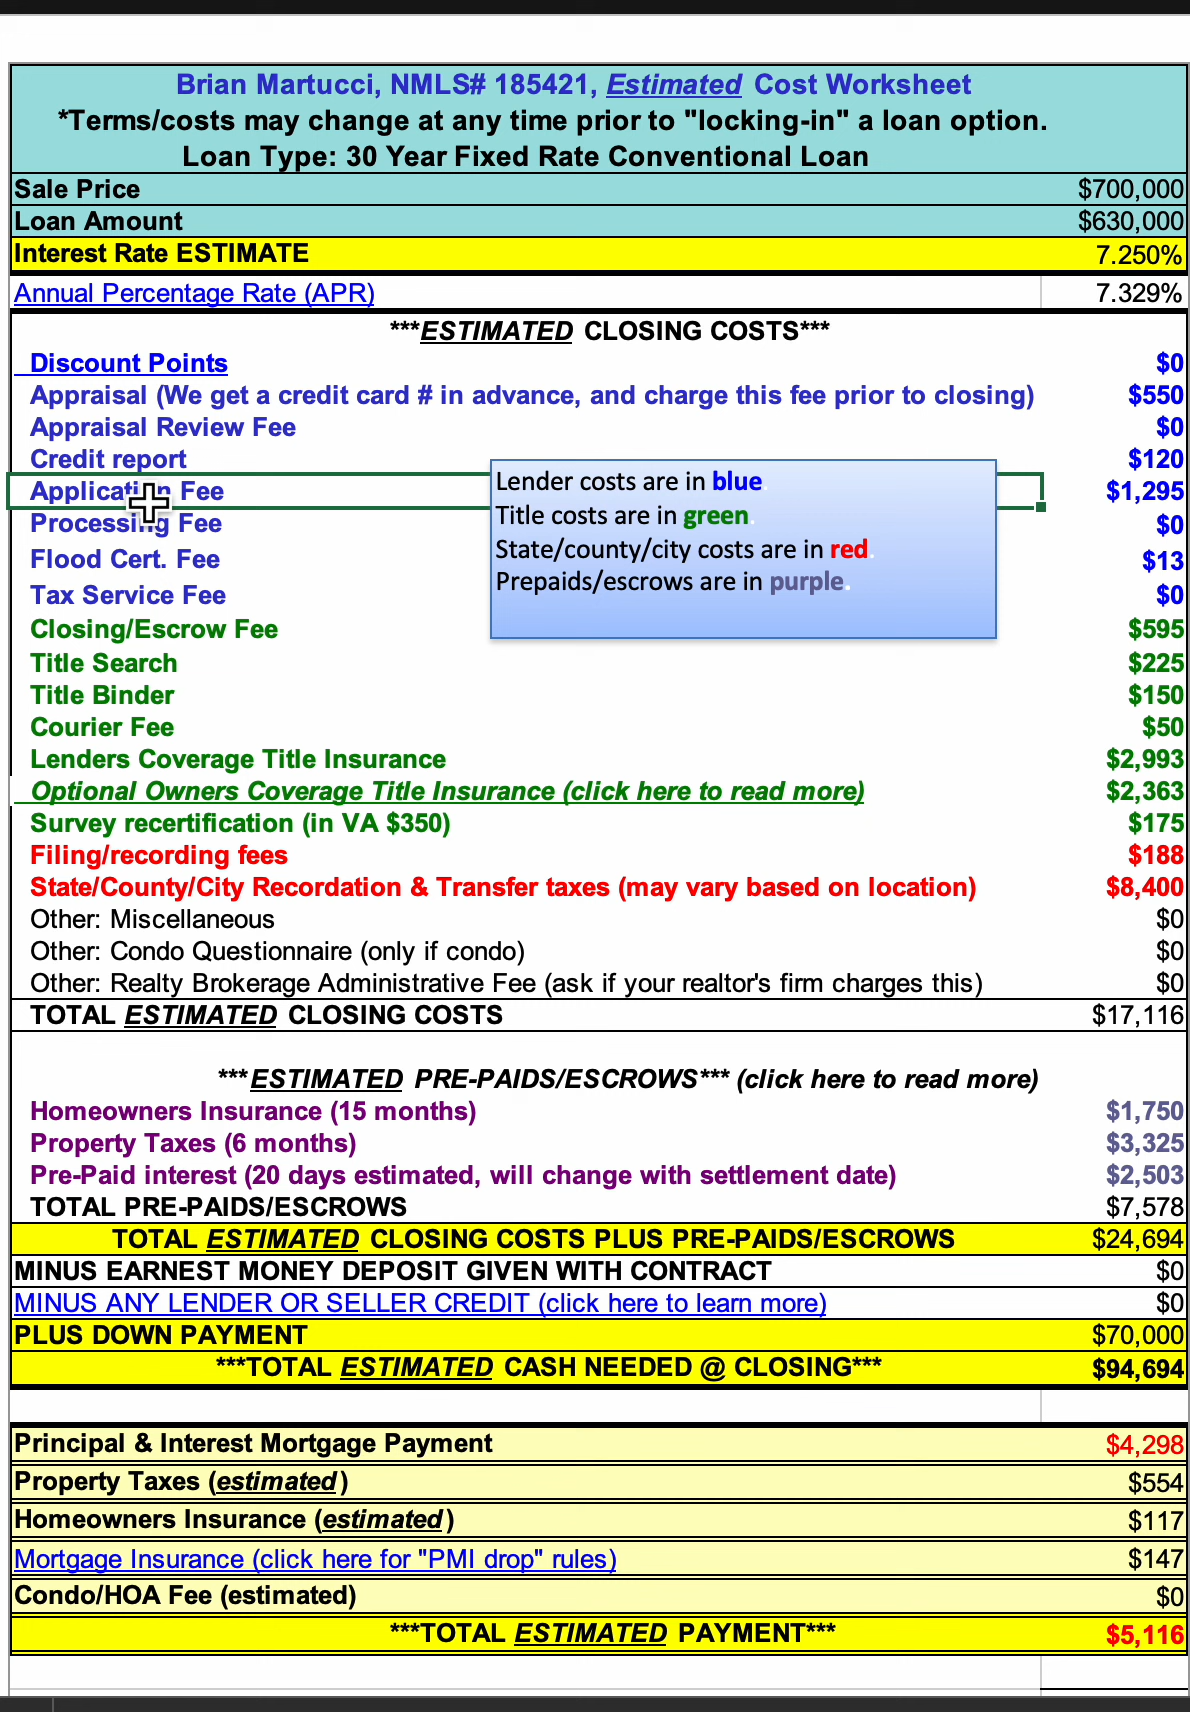 Brian Martucci, NMLS# 185421, Estimated Cost Worksheet
*Terms/costs may change at any time prior to "locking-in" a loan option.
Loan Type: 30 Year Fixed Rate Conventional Loan
Sale Price $700,000
Loan Amount $630,000
Interest Rate ESTIMATE 7.250%
Annual Percentage Rate (APR) 7.329%
***ESTIMATED CLOSING COSTS***
Discount Points $0
Appraisal (We get a credit card # in advance, and charge this fee prior to closing) $550
Appraisal Review Fee $0
Credit report $120
Application Fee $1,295
Processing Fee $0
Flood Cert. Fee $13
Tax Service Fee $0
Lender costs are in blue
Title costs are in green.
State/county/city costs are in red.
Prepaids/escrows are in purple.
Closing/Escrow Fee $595
Title Search $225
Title Binder $150
Courier Fee $50
Lenders Coverage Title Insurance $2,993
Optional Owners Coverage Title Insurance (click here to read more) $2,363
Survey recertification (in VA $350) $175
Filing/recording fees $188
State/County/City Recordation & Transfer taxes (may vary based on location) $8,400
Other: Miscellaneous $0
Other: Condo Questionnaire (only if condo) $0
Other: Realty Brokerage Administrative Fee (ask if your realtor's firm charges this) $0
TOTAL ESTIMATED CLOSING COSTS $17,116
***ESTIMATED PRE-PAIDS/ESCROWS*** (click here to read more)
Homeowners Insurance (15 months) $1,750
Property Taxes (6 months) $3,325
Pre-Paid interest (20 days estimated, will change with settlement date) $2,503
TOTAL PRE-PAIDS/ESCROWS $7,578
TOTAL ESTIMATED CLOSING COSTS PLUS PRE-PAIDS/ESCROWS $24,694
MINUS EARNEST MONEY DEPOSIT GIVEN WITH CONTRACT $0
MINUS ANY LENDER OR SELLER CREDIT (click here to learn more) $0
PLUS DOWN PAYMENT $70,000
***TOTAL ESTIMATED CASH NEEDED @ CLOSING*** $94,694
Principal & Interest Mortgage Payment $4,298
Property Taxes (estimated) $554
Homeowners Insurance (estimated) $117
Mortgage Insurance (click here for "PMI drop" rules) $147
Condo/HOA Fee (estimated) $0
***TOTAL ESTIMATED PAYMENT*** $5,116